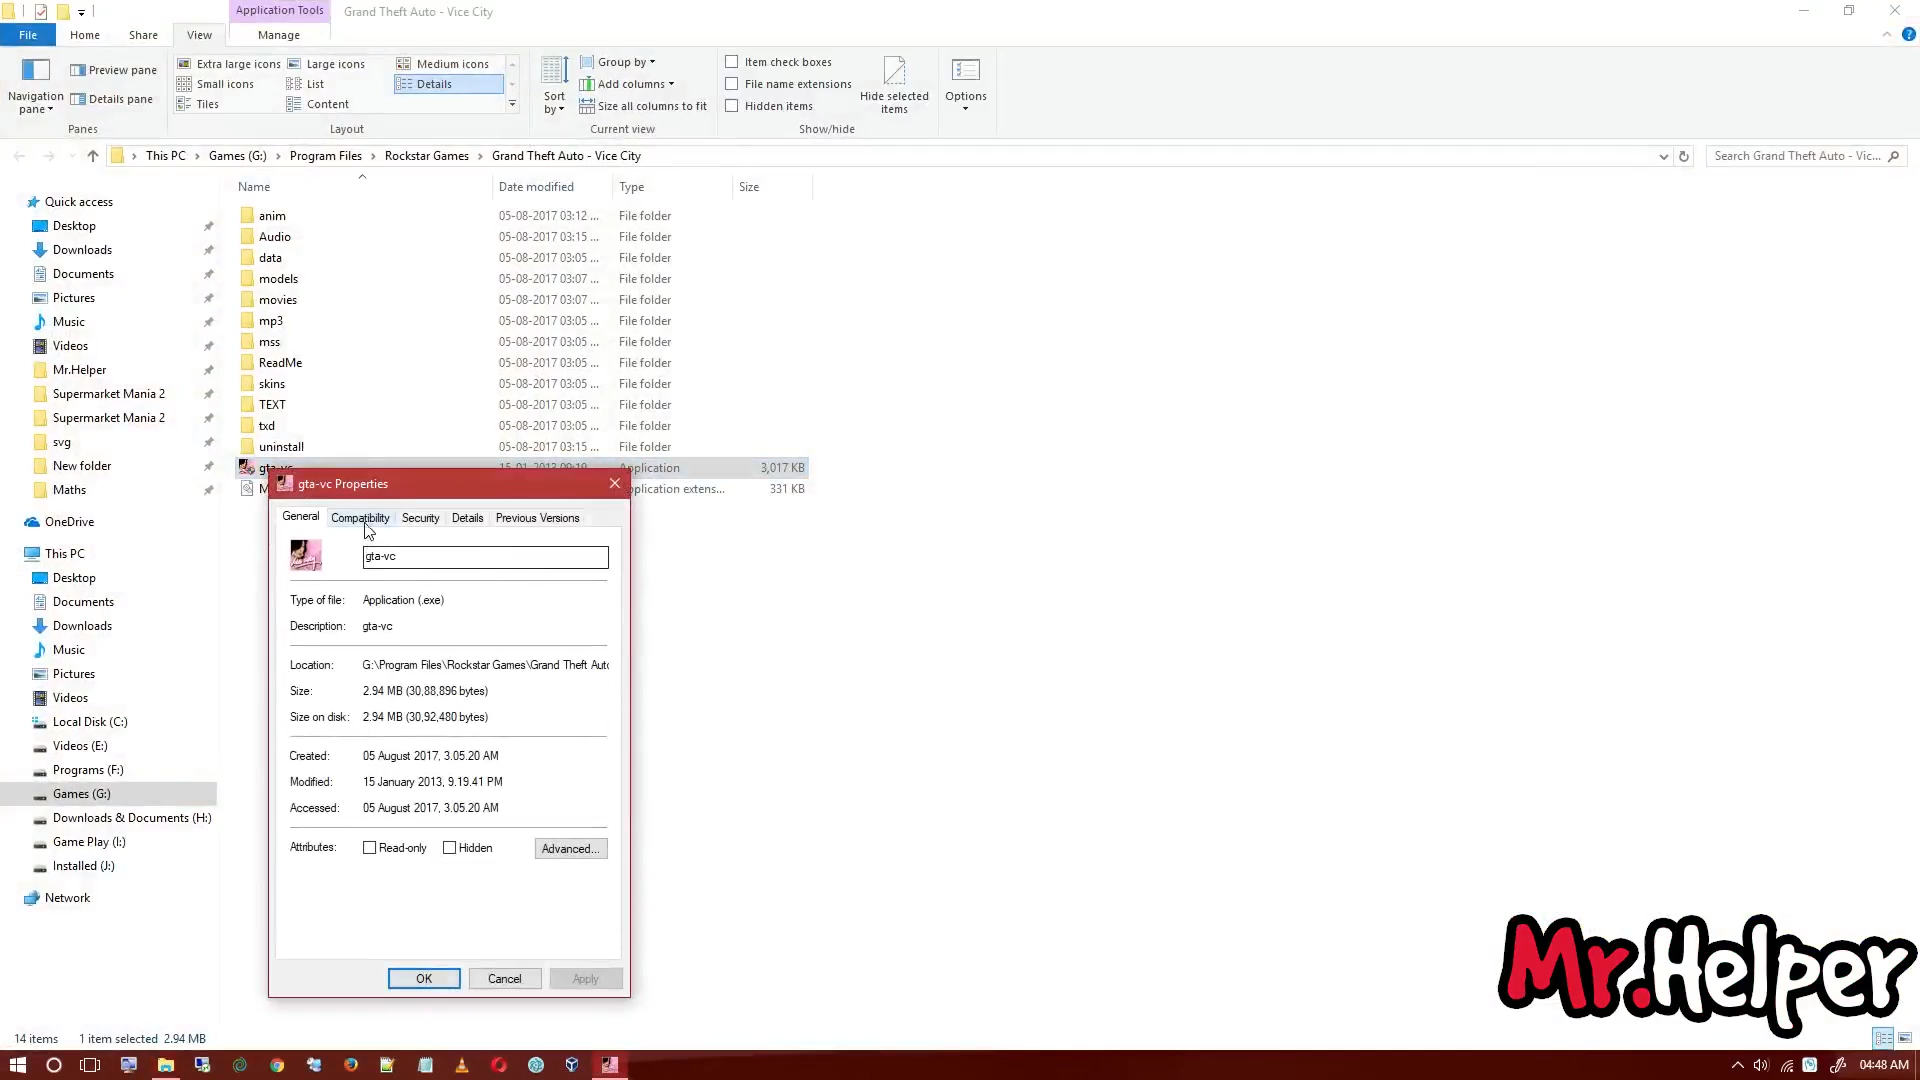 Application Tools Grand Theft Auto - Vice City
File Home Share View Manage
Navigation pane
Preview pane
Details pane
Panes
Extra large icons Large icons Medium icons
Small icons List Details
Tiles Content
Layout
Sort by
Group by
Add columns
Size all columns to fit
Current view
Item check boxes
File name extensions
Hidden items
Hide selected items
Show/hide
Options
This PC Games (G:) Program Files Rockstar Games Grand Theft Auto - Vice City Search Grand Theft Auto - Vic...
Quick access
Desktop
Downloads
Documents
Pictures
Music
Videos
Mr.Helper
Supermarket Mania 2
Supermarket Mania 2
svg
New folder
Maths
OneDrive
This PC
Desktop
Documents
Downloads
Music
Pictures
Videos
Local Disk (C:)
Videos (E:)
Programs (F:)
Games (G:)
Downloads & Documents (H:)
Game Play (I:)
Installed (J:)
Network
Name Date modified Type Size
anim 05-08-2017 03:12 ... File folder
Audio 05-08-2017 03:15 ... File folder
data 05-08-2017 03:05 ... File folder
models 05-08-2017 03:07 ... File folder
movies 05-08-2017 03:07 ... File folder
mp3 05-08-2017 03:05 ... File folder
mss 05-08-2017 03:05 ... File folder
ReadMe 05-08-2017 03:05 ... File folder
skins 05-08-2017 03:05 ... File folder
TEXT 05-08-2017 03:05 ... File folder
txd 05-08-2017 03:05 ... File folder
uninstall 05-08-2017 03:15 ... File folder
gta-vc 15-01-2013 09:19 Application 3,017 KB
331 KB
gta-vc Properties
General Compatibility Security Details Previous Versions
gta-vc
Type of file: Application (.exe)
Description: gta-vc
Location: G:\Program Files\Rockstar Games\Grand Theft Auto
Size: 2.94 MB (30,88,896 bytes)
Size on disk: 2.94 MB (30,92,480 bytes)
Created: 05 August 2017, 3.05.20 AM
Modified: 15 January 2013, 9.19.41 PM
Accessed: 05 August 2017, 3.05.20 AM
Attributes: Read-only Hidden Advanced...
OK Cancel Apply
Mr.Helper
14 items 1 item selected 2.94 MB
04:48 AM